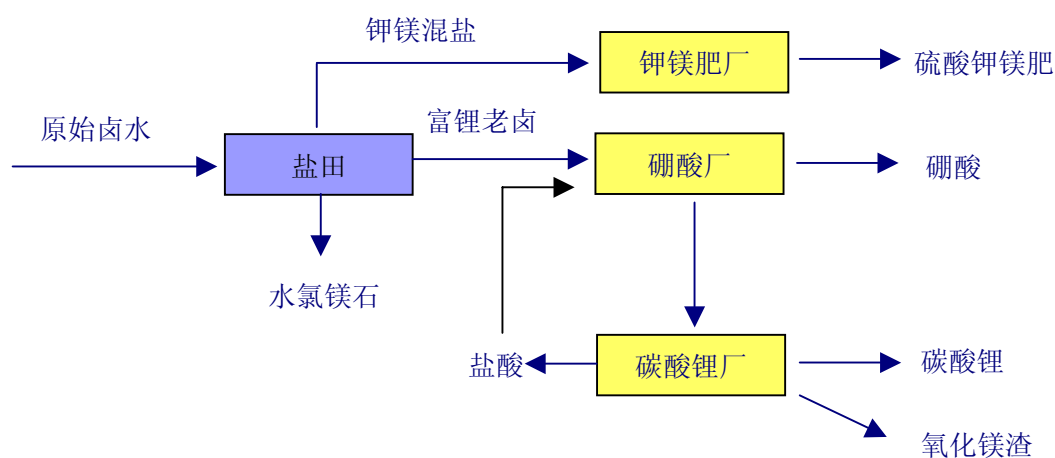 钾镁混盐
钾镁肥厂
硫酸钾镁肥
原始卤水
富锂老卤
盐田
硼酸厂
硼酸
水氯镁石
盐酸
碳酸锂厂
碳酸锂
氧化镁渣